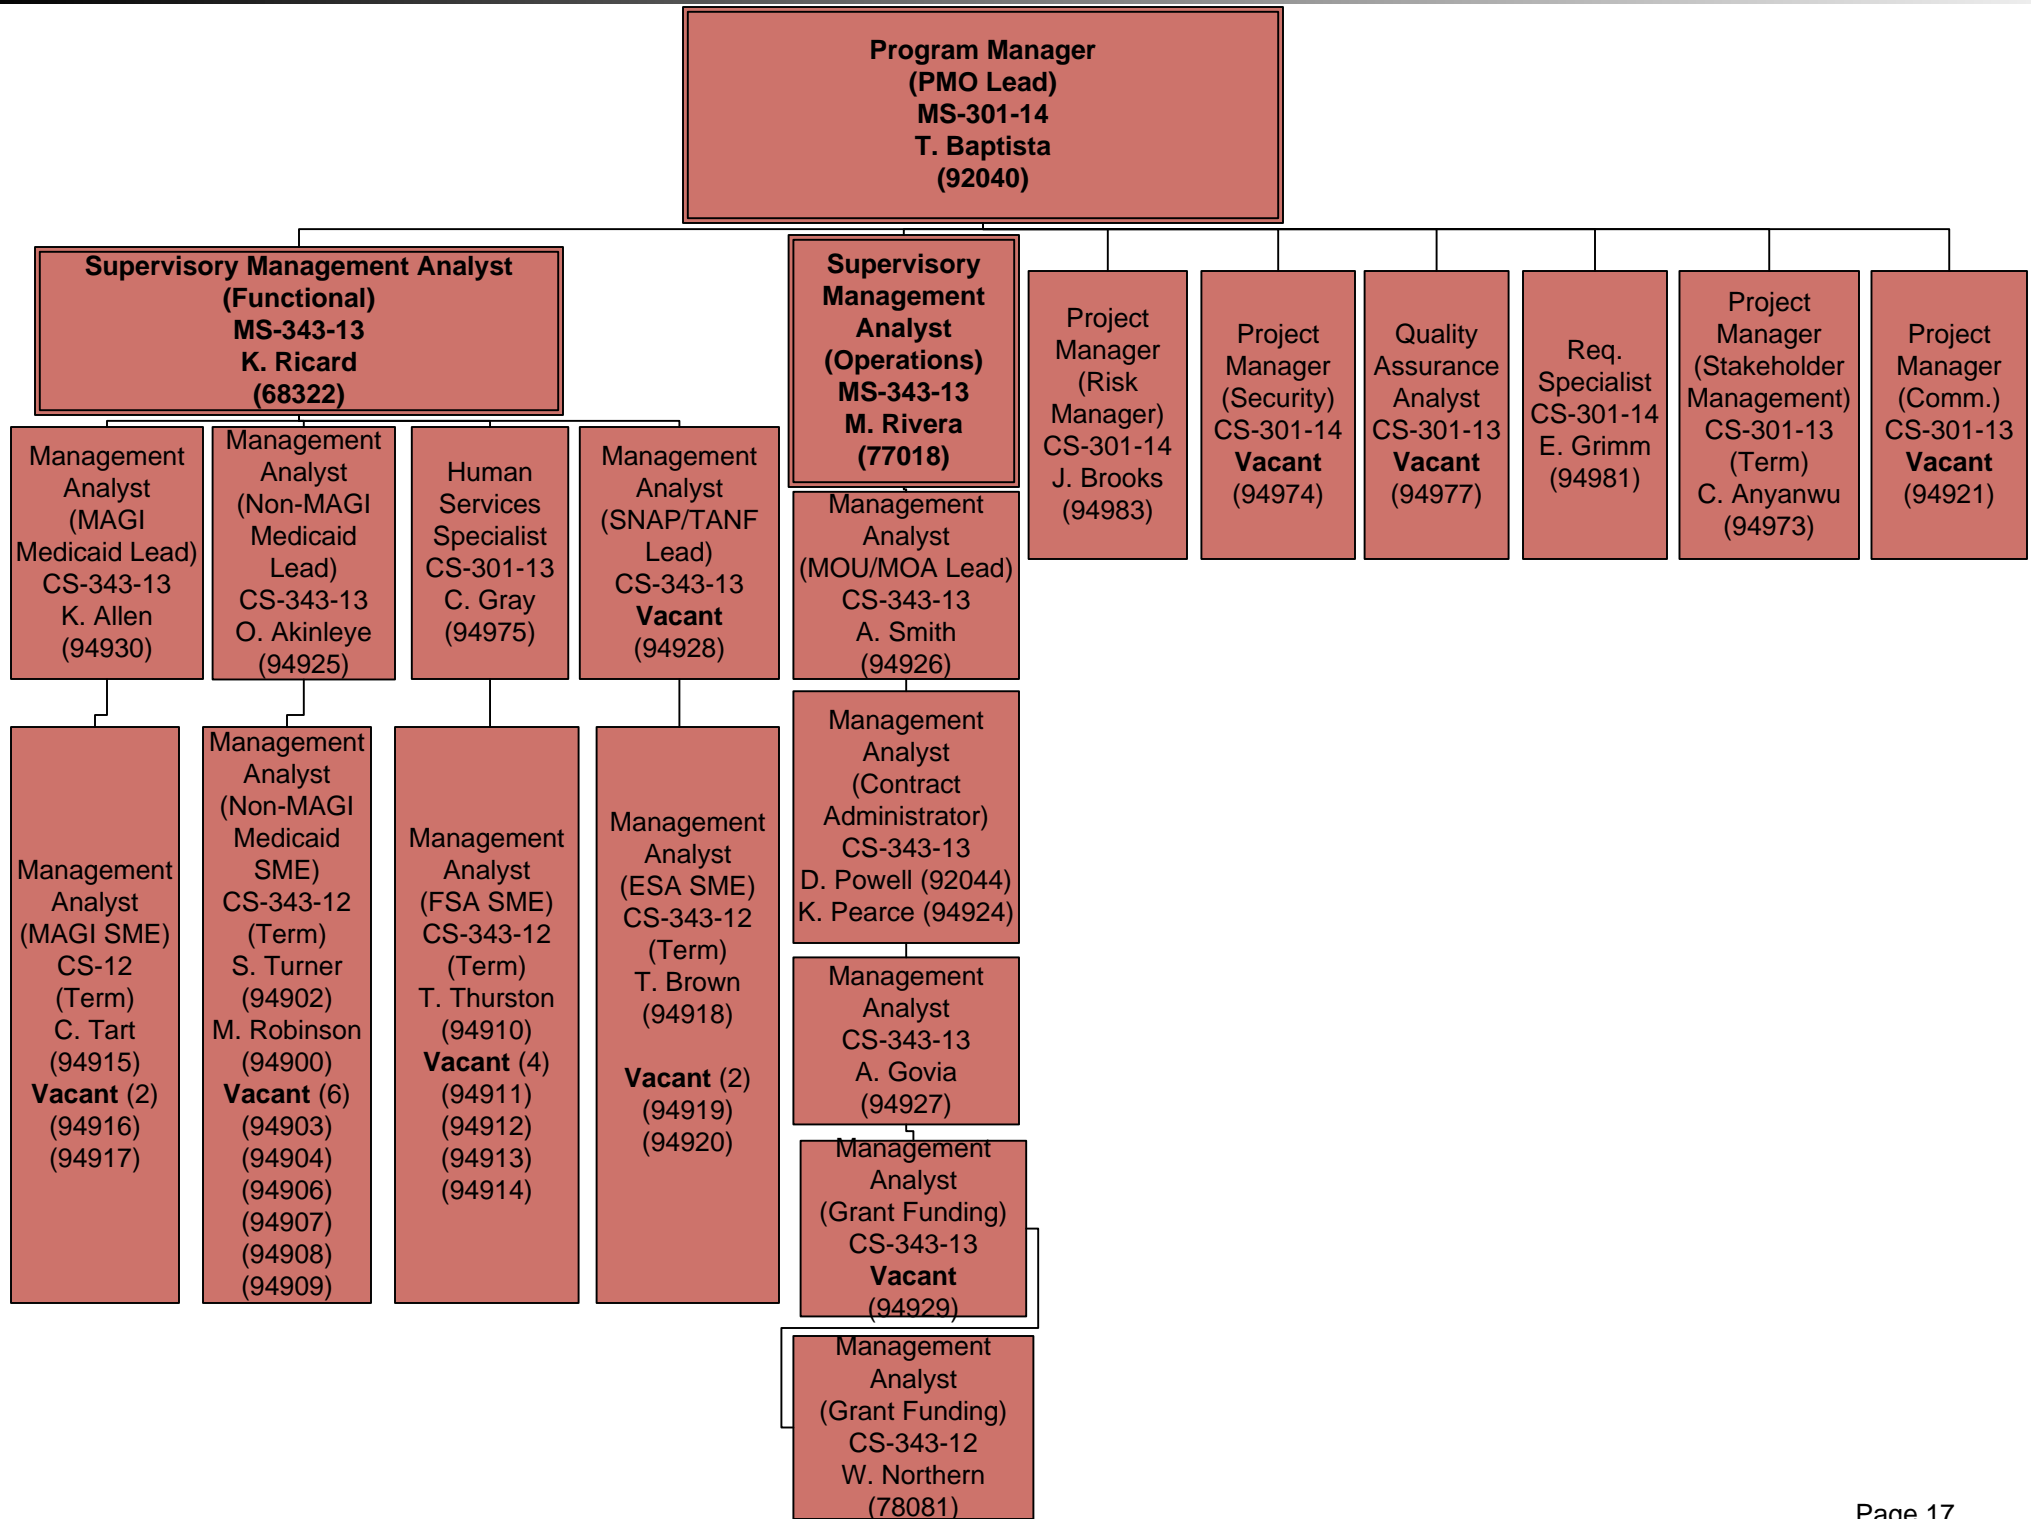 Program Manager
(PMO Lead)
MS-301-14
T. Baptista
(92040)
Supervisory Management Analyst
(Functional)
MS-343-13
K. Ricard
(68322)
Supervisory
Management
Analyst
(Operations)
MS-343-13
M. Rivera
(77018)
Project
Manager
(Risk
Manager)
CS-301-14
J. Brooks
(94983)
Project
Manager
(Security)
CS-301-14
Vacant
(94974)
Quality
Assurance
Analyst
CS-301-13
Vacant
(94977)
Req.
Specialist
CS-301-14
E. Grimm
(94981)
Project
Manager
(Stakeholder
Management)
CS-301-13
(Term)
C. Anyanwu
(94973)
Project
Manager
(Comm.)
CS-301-13
Vacant
(94921)
Management
Analyst
(MAGI
Medicaid Lead)
CS-343-13
K. Allen
(94930)
Management
Analyst
(Non-MAGI
Medicaid
Lead)
CS-343-13
O. Akinleye
(94925)
Human
Services
Specialist
CS-301-13
C. Gray
(94975)
Management
Analyst
(SNAP/TANF
Lead)
CS-343-13
Vacant
(94928)
Management
Analyst
(MOU/MOA Lead)
CS-343-13
A. Smith
(94926)
Management
Analyst
(MAGI SME)
CS-12
(Term)
C. Tart
(94915)
Vacant (2)
(94916)
(94917)
Management
Analyst
(Non-MAGI
Medicaid
SME)
CS-343-12
(Term)
S. Turner
(94902)
M. Robinson
(94900)
Vacant (6)
(94903)
(94904)
(94906)
(94907)
(94908)
(94909)
Management
Analyst
(FSA SME)
CS-343-12
(Term)
T. Thurston
(94910)
Vacant (4)
(94911)
(94912)
(94913)
(94914)
Management
Analyst
(ESA SME)
CS-343-12
(Term)
T. Brown
(94918)
Vacant (2)
(94919)
(94920)
Management
Analyst
(Contract
Administrator)
CS-343-13
D. Powell (92044)
K. Pearce (94924)
Management
Analyst
CS-343-13
A. Govia
(94927)
Management
Analyst
(Grant Funding)
CS-343-13
Vacant
(94929)
Management
Analyst
(Grant Funding)
CS-343-12
W. Northern
(78081)
Page 17